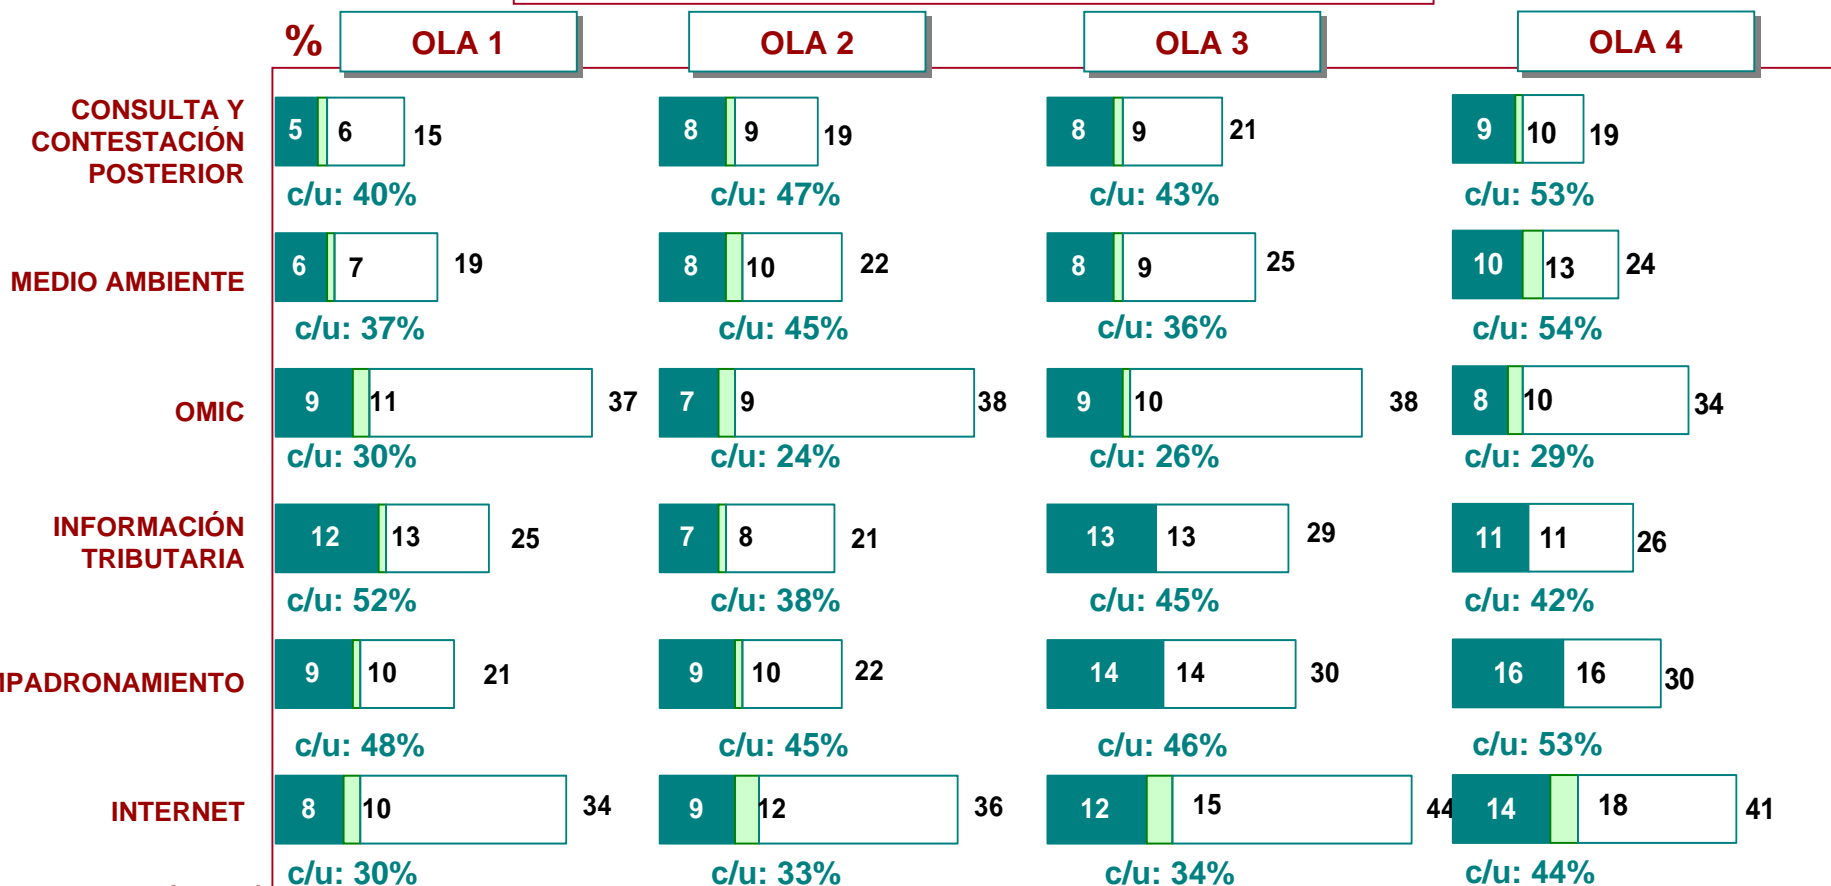 % OLA 1 OLA 2 OLA 3 OLA 4
CONSULTA Y
CONTESTACIÓN
POSTERIOR
5 6 15 8 9 19 8 9 21 9 10 19
c/u: 40% c/u: 47% c/u: 43% c/u: 53%
MEDIO AMBIENTE
6 7 19 8 10 22 8 9 25 10 13 24
c/u: 37% c/u: 45% c/u: 36% c/u: 54%
OMIC
9 11 37 7 9 38 9 10 38 8 10 34
c/u: 30% c/u: 24% c/u: 26% c/u: 29%
INFORMACIÓN
TRIBUTARIA
12 13 25 7 8 21 13 13 29 11 11 26
c/u: 52% c/u: 38% c/u: 45% c/u: 42%
MPADRONAMIENTO
9 10 21 9 10 22 14 14 30 16 16 30
c/u: 48% c/u: 45% c/u: 46% c/u: 53%
INTERNET
8 10 34 9 12 36 12 15 44 14 18 41
c/u: 30% c/u: 33% c/u: 34% c/u: 44%